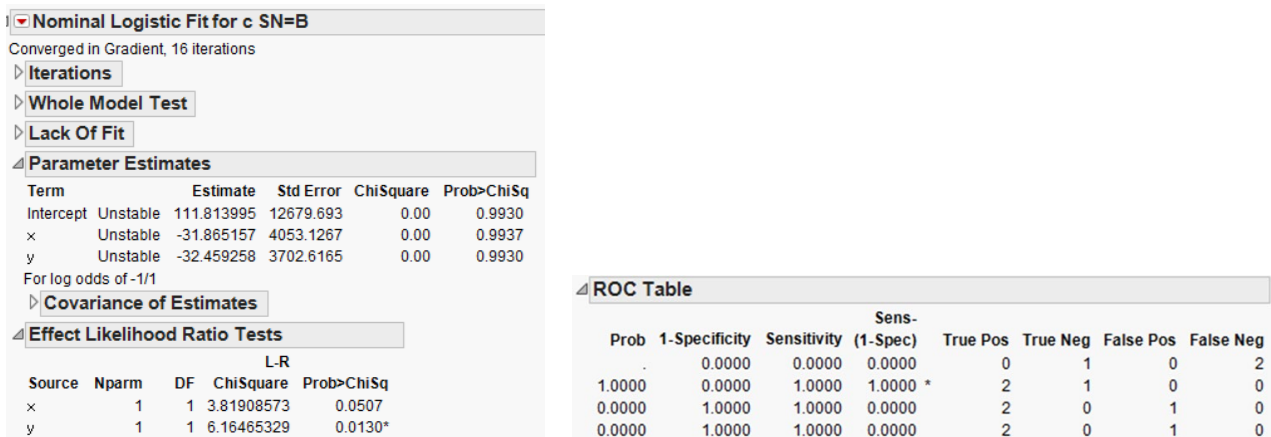 Nominal Logistic Fit for c SN=B
Converged in Gradient, 16 iterations
Iterations
Whole Model Test
Lack Of Fit
Parameter Estimates
Term Estimate Std Error ChiSquare Prob>ChiSq
Intercept Unstable 111.813995 12679.693 0.00 0.9930
x Unstable -31.865157 4053.1267 0.00 0.9937
y Unstable -32.459258 3702.6165 0.00 0.9930
For log odds of -1/1
Covariance of Estimates
Effect Likelihood Ratio Tests
L-R
Source Nparm DF ChiSquare Prob>ChiSq
x 1 1 3.81908573 0.0507
y 1 1 6.16465329 0.0130*
ROC Table
Sens-
Prob 1-Specificity Sensitivity (1-Spec) True Pos True Neg False Pos False Neg
. 0.0000 0.0000 0.0000 0 1 0 2
1.0000 0.0000 1.0000 1.0000 * 2 1 0 0
0.0000 1.0000 1.0000 0.0000 2 0 1 0
0.0000 1.0000 1.0000 0.0000 2 0 1 0